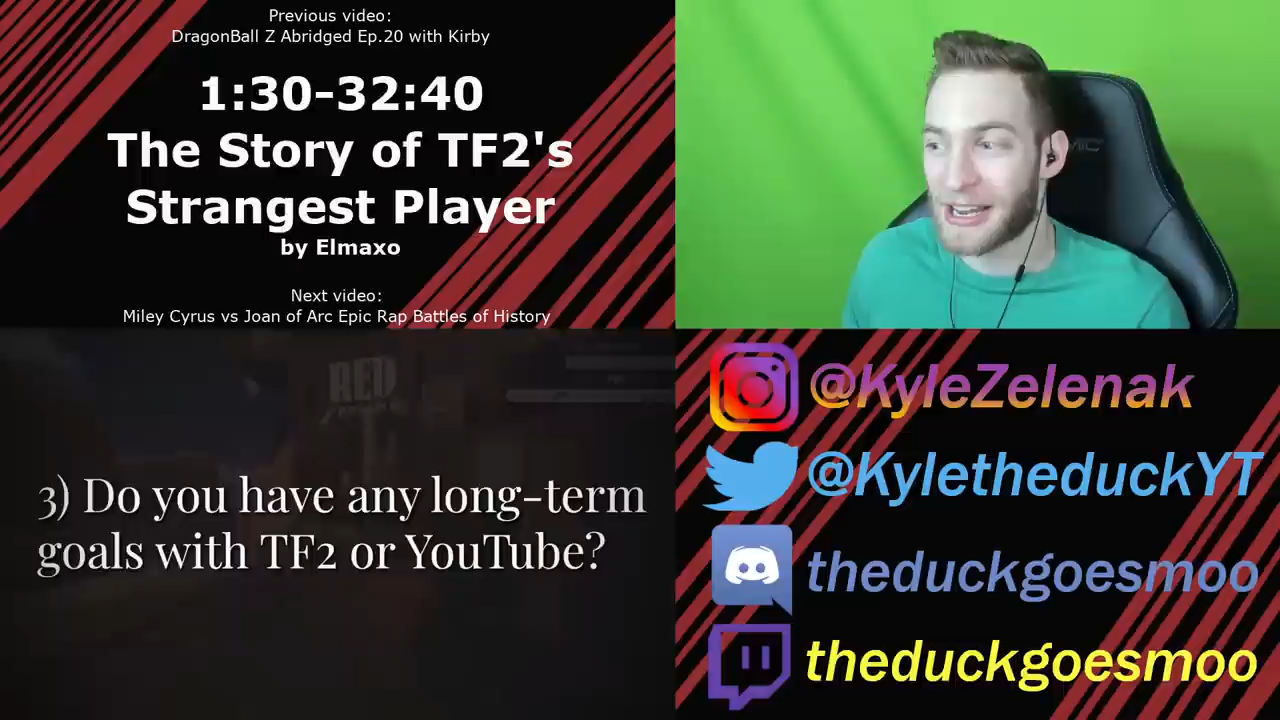 Previous video:
DragonBall Z Abridged Ep.20 with Kirby
1:30-32:40
The Story of TF2's
Strangest Player
by Elmaxo
Next video:
Miley Cyrus vs Joan of Arc Epic Rap Battles of History
RED
3) Do you have any long-term
goals with TF2 or YouTube?
@KyleZelenak
@KyletheduckYT
theduckgoesmoo
theduckgoesmoo